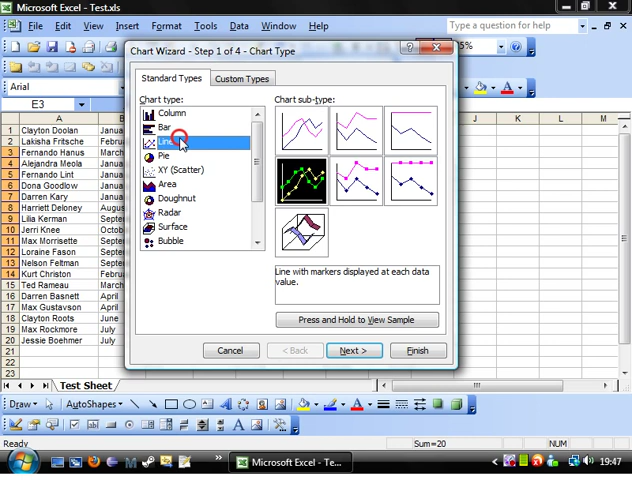 Microsoft Excel - Test.xls
File Edit View Insert Format Tools Data Window Help
Type a question for help
5%
Arial
E3
Chart Wizard - Step 1 of 4 - Chart Type
Standard Types
Custom Types
Chart type:
Column
Bar
Line
Pie
XY (Scatter)
Area
Doughnut
Radar
Surface
Bubble
Chart sub-type:
Line with markers displayed at each data
value.
Press and Hold to View Sample
Cancel
< Back
Next >
Finish
A B J K L M
1 Clayton Doolan Janua
2 Lakisha Fritsche Februa
3 Fernando Hanus March
4 Alejandra Meola Janua
5 Fernando Lint Septe
6 Dona Goodlow Janua
7 Darren Kary Janua
8 Harriett Deloney August
9 Lilia Kerman Septe
10 Jerri Knee Octob
11 Max Morrisette Septe
12 Loraine Fason Septe
13 Nelson Feltman Septe
14 Kurt Christon Februa
15 Ted Rameau March
16 Darren Basnett April
17 Max Gustavson April
18 Clayton Roots June
19 Max Rockmore July
20 Jessie Boehmer July
21
22
23
Test Sheet
Draw AutoShapes
Ready
Sum=20
NUM
Microsoft Excel - Te...
19:47